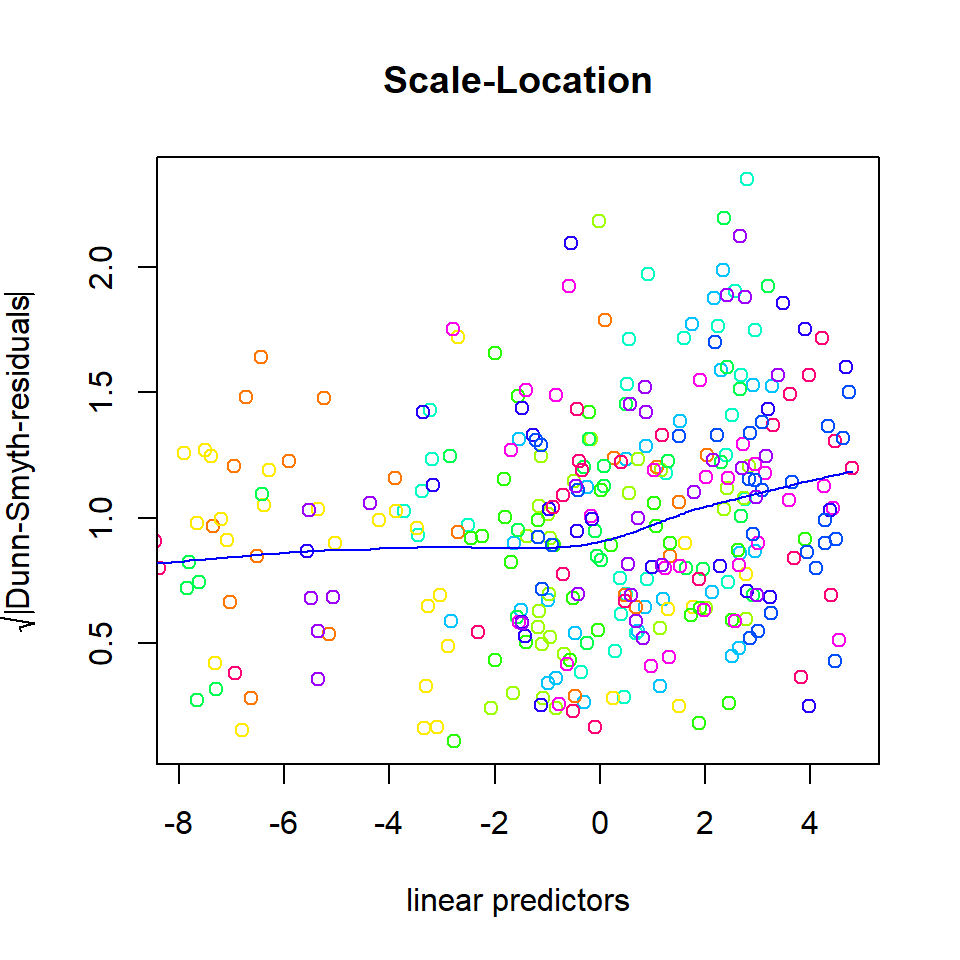 Scale-Location
√|Dunn-Smyth-residuals|
2.0
1.5
1.0
0.5
-8 -6 -4 -2 0 2 4
linear predictors